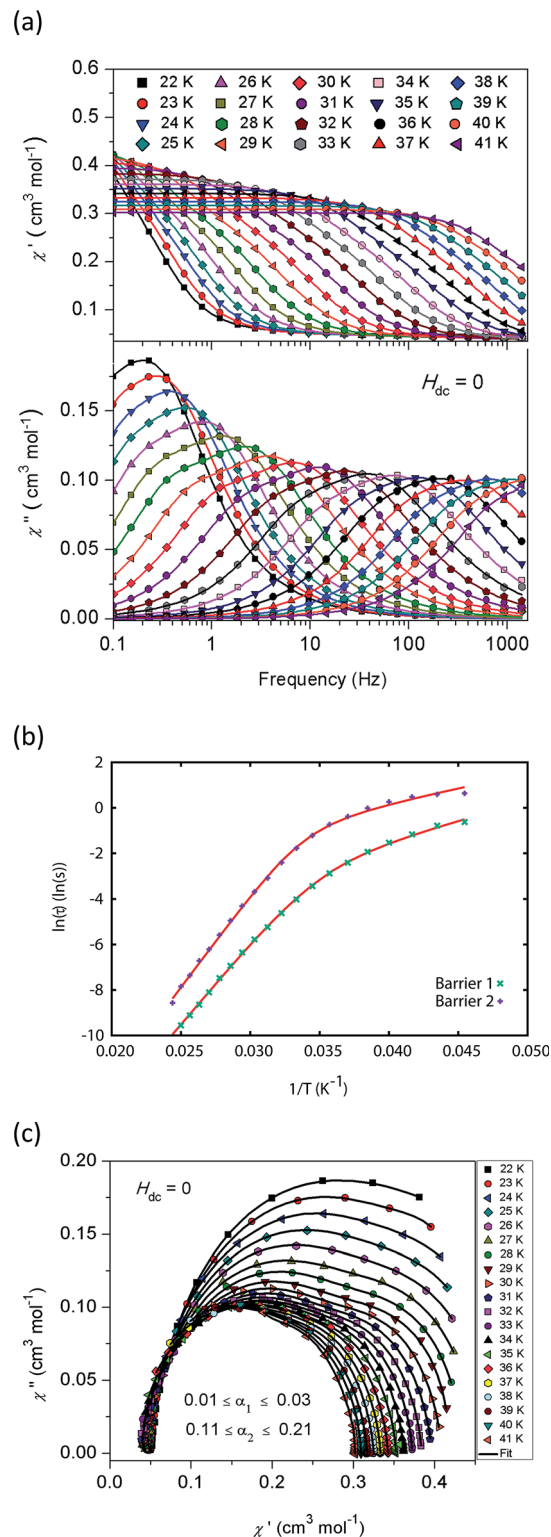 (a)
0.6
22 K 26 K 30 K 34 K 38 K
23 K 27 K 31 K 35 K 39 K
24 K 28 K 32 K 36 K 40 K
25 K 29 K 33 K 37 K 41 K
0.5
0.4
0.3
0.2
0.1
χ' (cm³ mol⁻¹)
H_dc = 0
0.15
0.10
0.05
0.00
χ" ( cm³ mol⁻¹)
0.1 1 10 100 1000
Frequency (Hz)
(b)
2
0
-2
-4
-6
-8
-10
ln(τ) (ln(s))
Barrier 1
Barrier 2
0.020 0.025 0.030 0.035 0.040 0.045 0.050
1/T (K⁻¹)
(c)
0.20
0.15
0.10
0.05
0.00
χ" (cm³ mol⁻¹)
H_dc = 0
0.01 ≤ α₁ ≤ 0.03
0.11 ≤ α₂ ≤ 0.21
0.0 0.1 0.2 0.3 0.4
χ' (cm³ mol⁻¹)
22 K
23 K
24 K
25 K
26 K
27 K
28 K
29 K
30 K
31 K
32 K
33 K
34 K
35 K
36 K
37 K
38 K
39 K
40 K
41 K
Fit